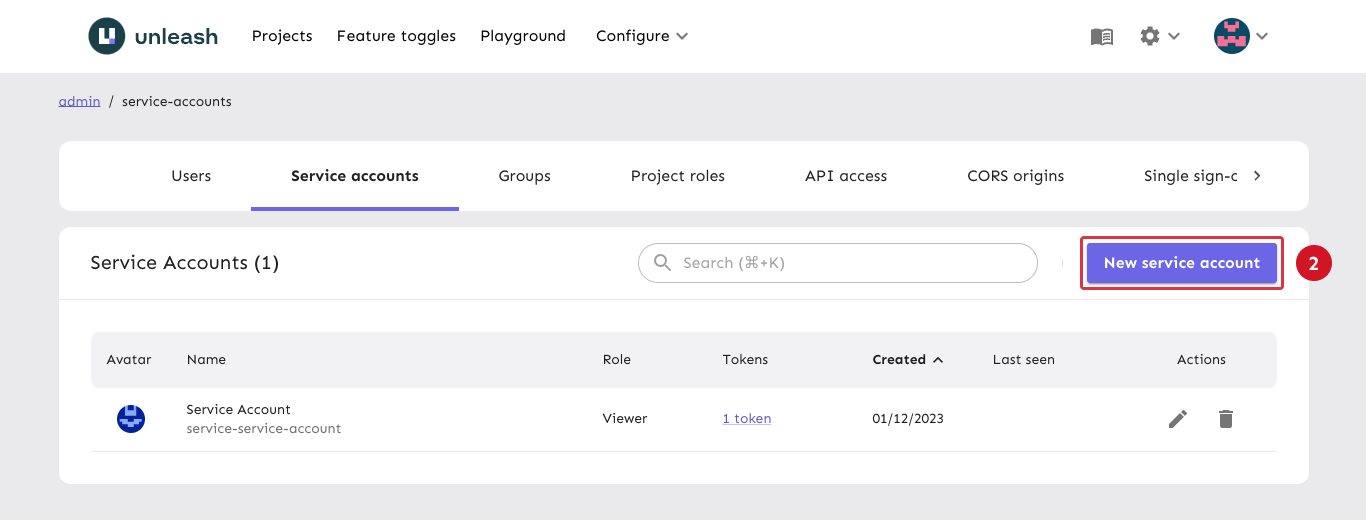 unleash Projects Feature toggles Playground Configure
admin / service-accounts
Users Service accounts Groups Project roles API access CORS origins Single sign-o
Service Accounts (1) Search (⌘+K) New service account 2
Avatar Name Role Tokens Created Last seen Actions
Service Account
service-service-account
Viewer 1 token 01/12/2023